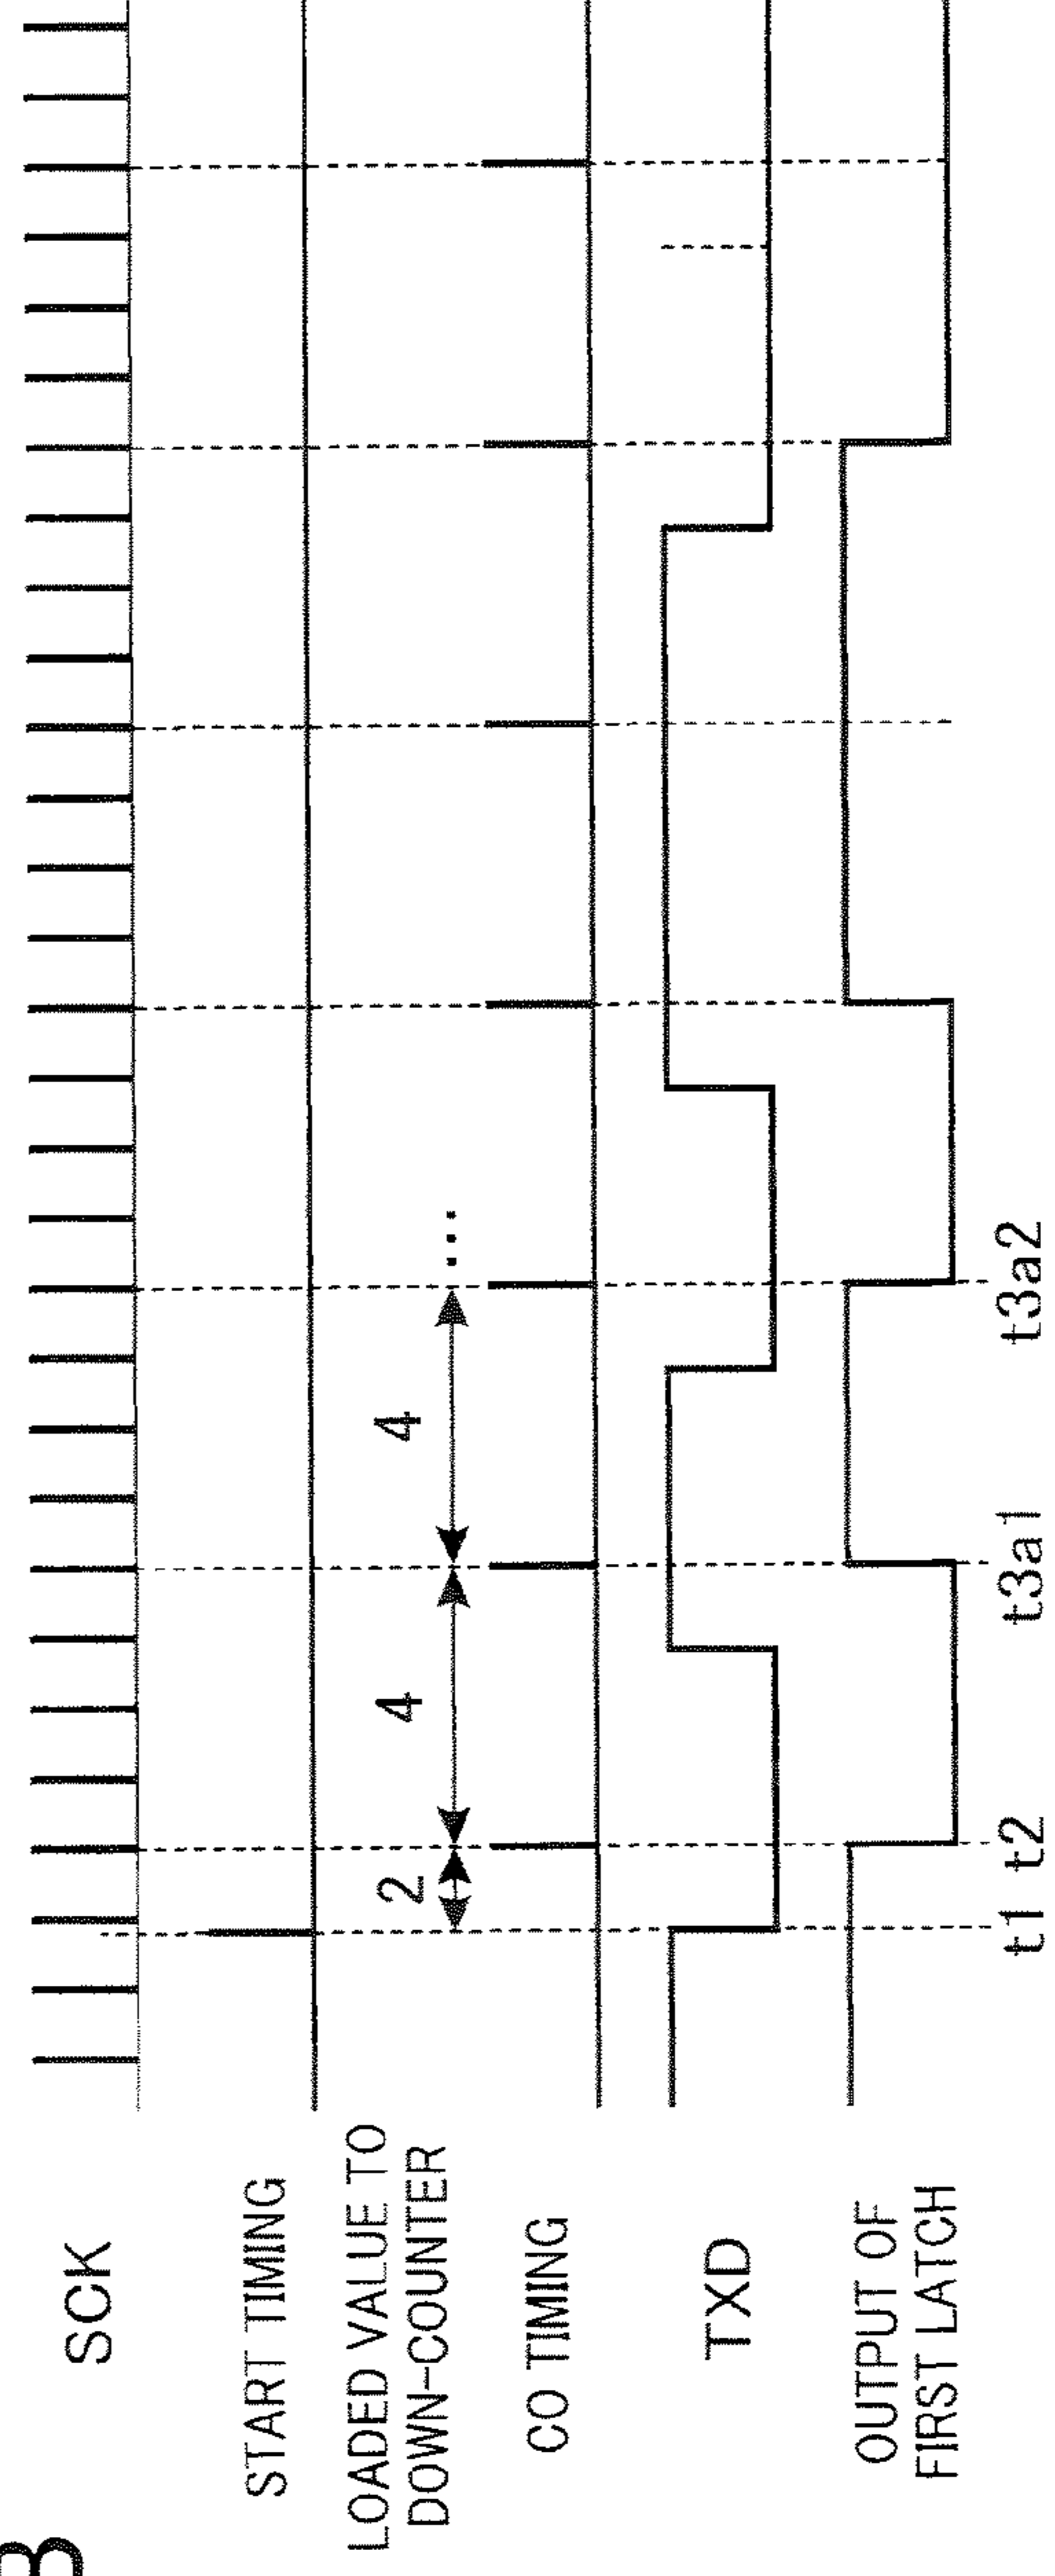 SCK
START TIMING
LOADED VALUE TO
DOWN-COUNTER
2
4
4
...
CO TIMING
TXD
OUTPUT OF
FIRST LATCH
t1
t2
t3a1
t3a2